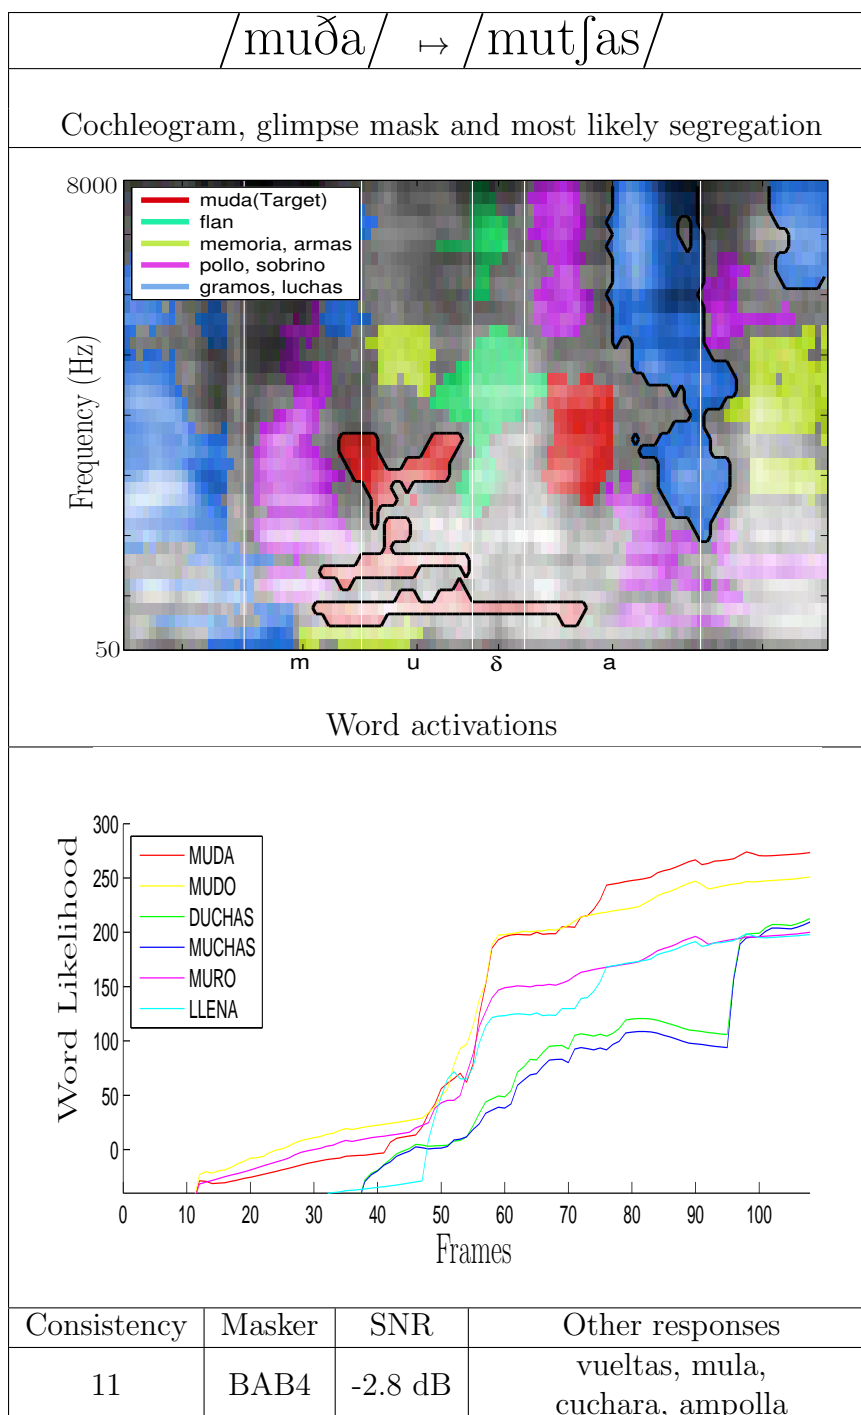 /muða/ ↦ /mutʃas/
Cochleogram, glimpse mask and most likely segregation
8000
muda(Target)
flan
memoria, armas
pollo, sobrino
gramos, luchas
Frequency (Hz)
50
m u δ a
Word activations
300
250
200
150
100
50
0
Word Likelihood
MUDA
MUDO
DUCHAS
MUCHAS
MURO
LLENA
0 10 20 30 40 50 60 70 80 90 100
Frames
Consistency Masker SNR Other responses
11 BAB4 -2.8 dB vueltas, mula,
cuchara, ampolla